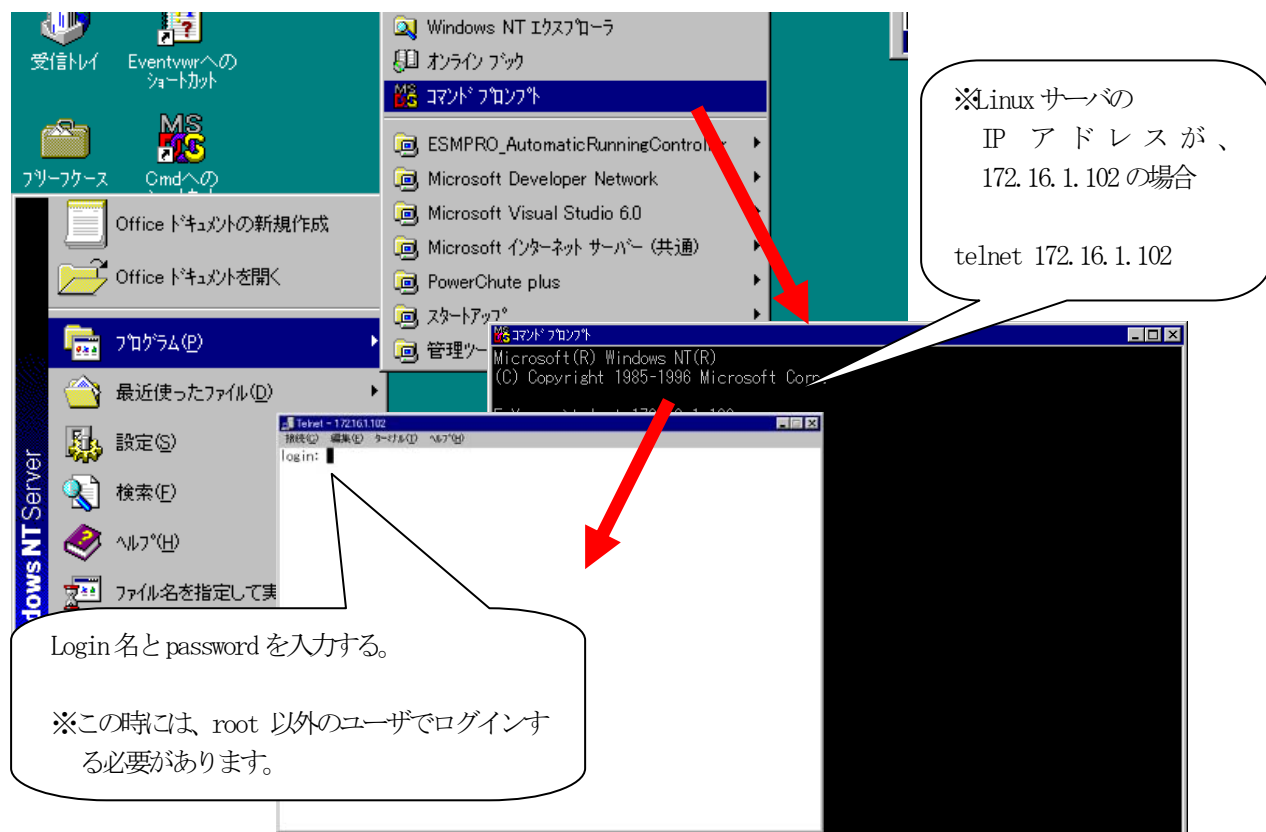 受信トレイ
Eventvwrへの
ショートカット
ブリーフケース
MS
Cmdへの
Windows NT エクスプローラ
オンライン ブック
コマンド プロンプト
ESMPRO_AutomaticRunningController
Microsoft Developer Network
Microsoft Visual Studio 6.0
Microsoft インターネット サーバー (共通)
PowerChute plus
スタートアップ
管理ツー
Office ドキュメントの新規作成
Office ドキュメントを開く
プログラム(P)
最近使ったファイル(D)
設定(S)
検索(F)
ヘルプ(H)
ファイル名を指定して実
dows NT Server
※Linux サーバの
IP アドレスが、
172.16.1.102 の場合
telnet 172.16.1.102
コマンド プロンプト
Microsoft(R) Windows NT(R)
(C) Copyright 1985-1996 Microsoft Corp.
Telnet - 172.16.1.102
接続(C) 編集(E) ターミナル(T) ヘルプ(H)
login:
Login 名と password を入力する。
※この時には、root 以外のユーザでログインす
る必要があります。